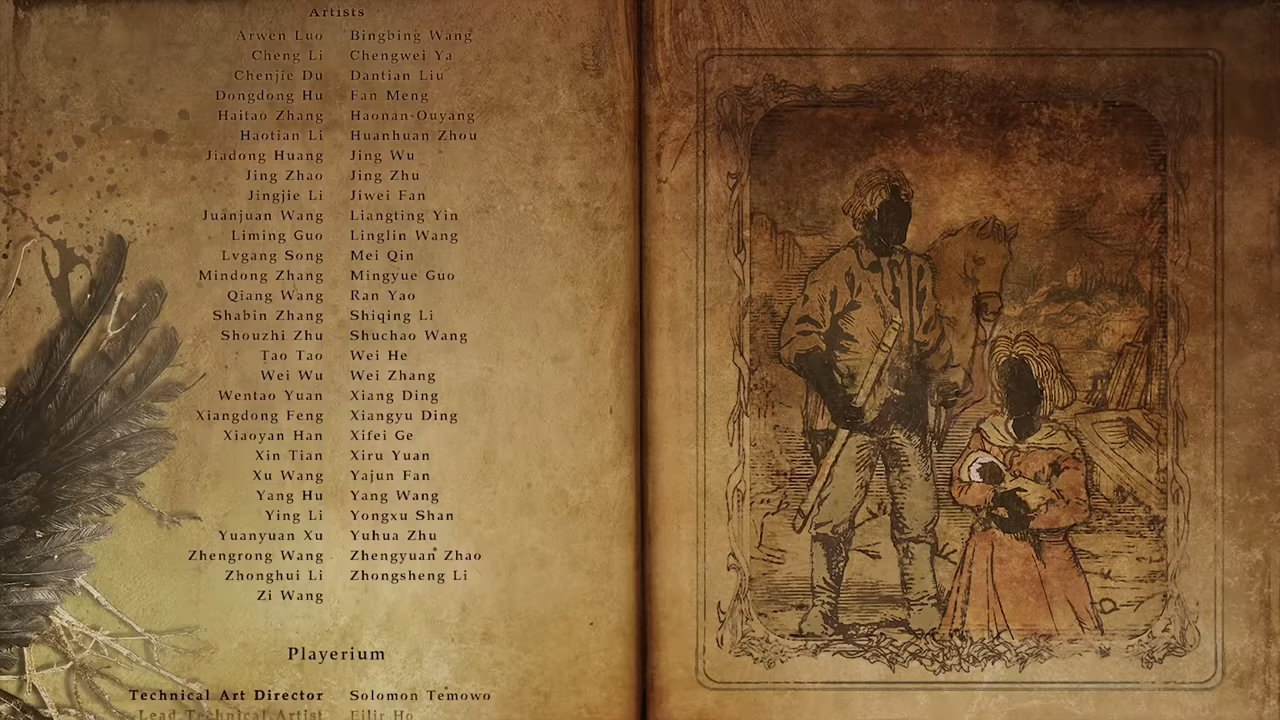 Artists
Arwen Luo Bingbing Wang
Cheng Li Chengwei Ya
Chenjie Du Dantian Liu
Dongdong Hu Fan Meng
Haitao Zhang Haonan Ouyang
Haotian Li Huanhuan Zhou
Jiadong Huang Jing Wu
Jing Zhao Jing Zhu
Jingjie Li Jiwei Fan
Juanjuan Wang Liangting Yin
Liming Guo Linglin Wang
Lvgang Song Mei Qin
Mindong Zhang Mingyue Guo
Qiang Wang Ran Yao
Shabin Zhang Shiqing Li
Shouzhi Zhu Shuchao Wang
Tao Tao Wei He
Wei Wu Wei Zhang
Wentao Yuan Xiang Ding
Xiangdong Feng Xiangyu Ding
Xiaoyan Han Xifei Ge
Xin Tian Xiru Yuan
Xu Wang Yajun Fan
Yang Hu Yang Wang
Ying Li Yongxu Shan
Yuanyuan Xu Yuhua Zhu
Zhengrong Wang Zhengyuan Zhao
Zhonghui Li Zhongsheng Li
Zi Wang
Playerium
Technical Art Director Solomon Temowo
Lead Technical Artist